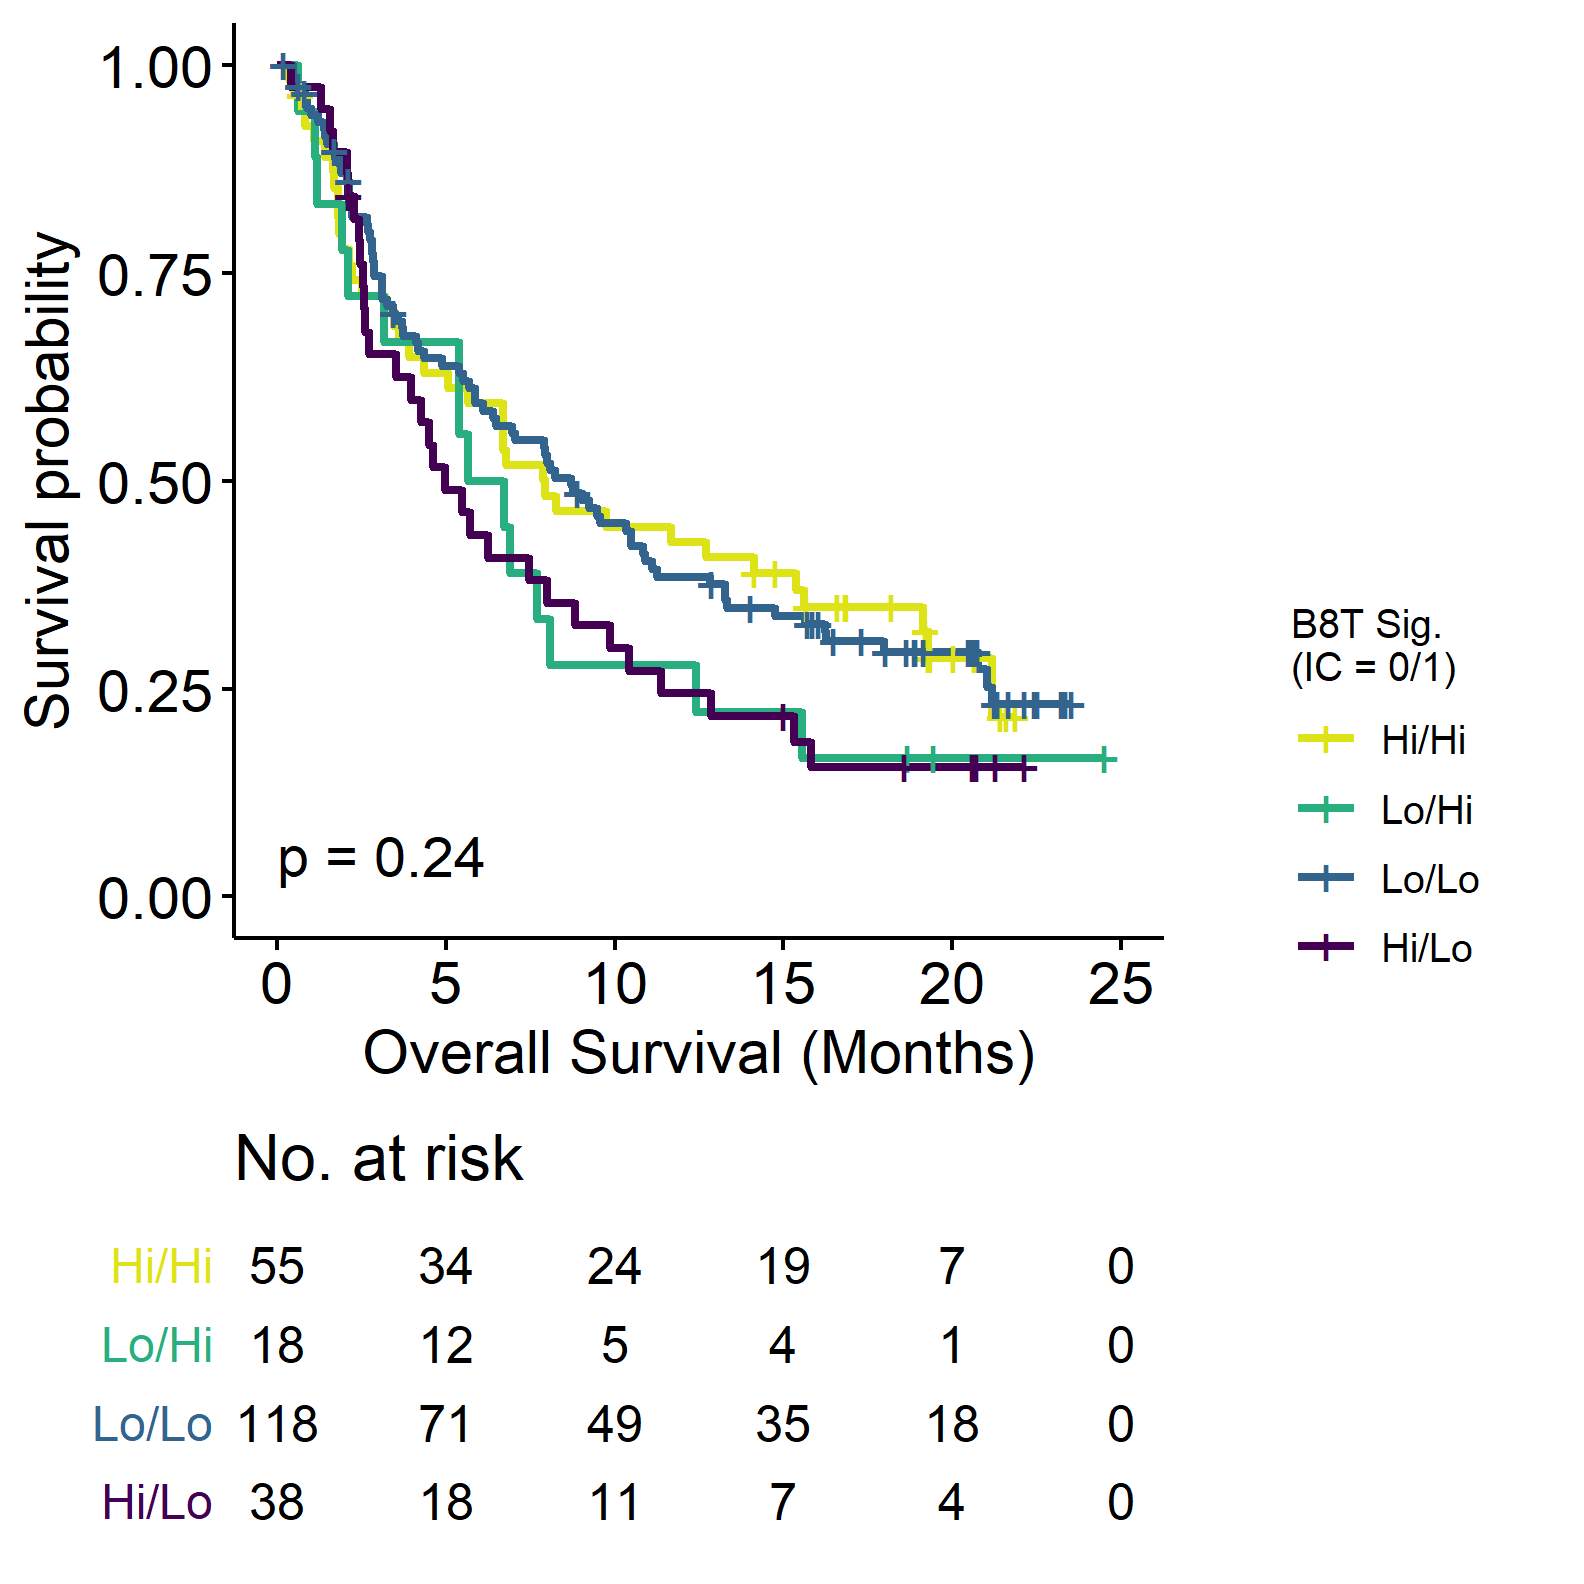 1.00
0.75
0.50
0.25
0.00
Survival probability
p = 0.24
0 5 10 15 20 25
Overall Survival (Months)
B8T Sig.
(IC = 0/1)
Hi/Hi
Lo/Hi
Lo/Lo
Hi/Lo
No. at risk
Hi/Hi 55 34 24 19 7 0
Lo/Hi 18 12 5 4 1 0
Lo/Lo 118 71 49 35 18 0
Hi/Lo 38 18 11 7 4 0